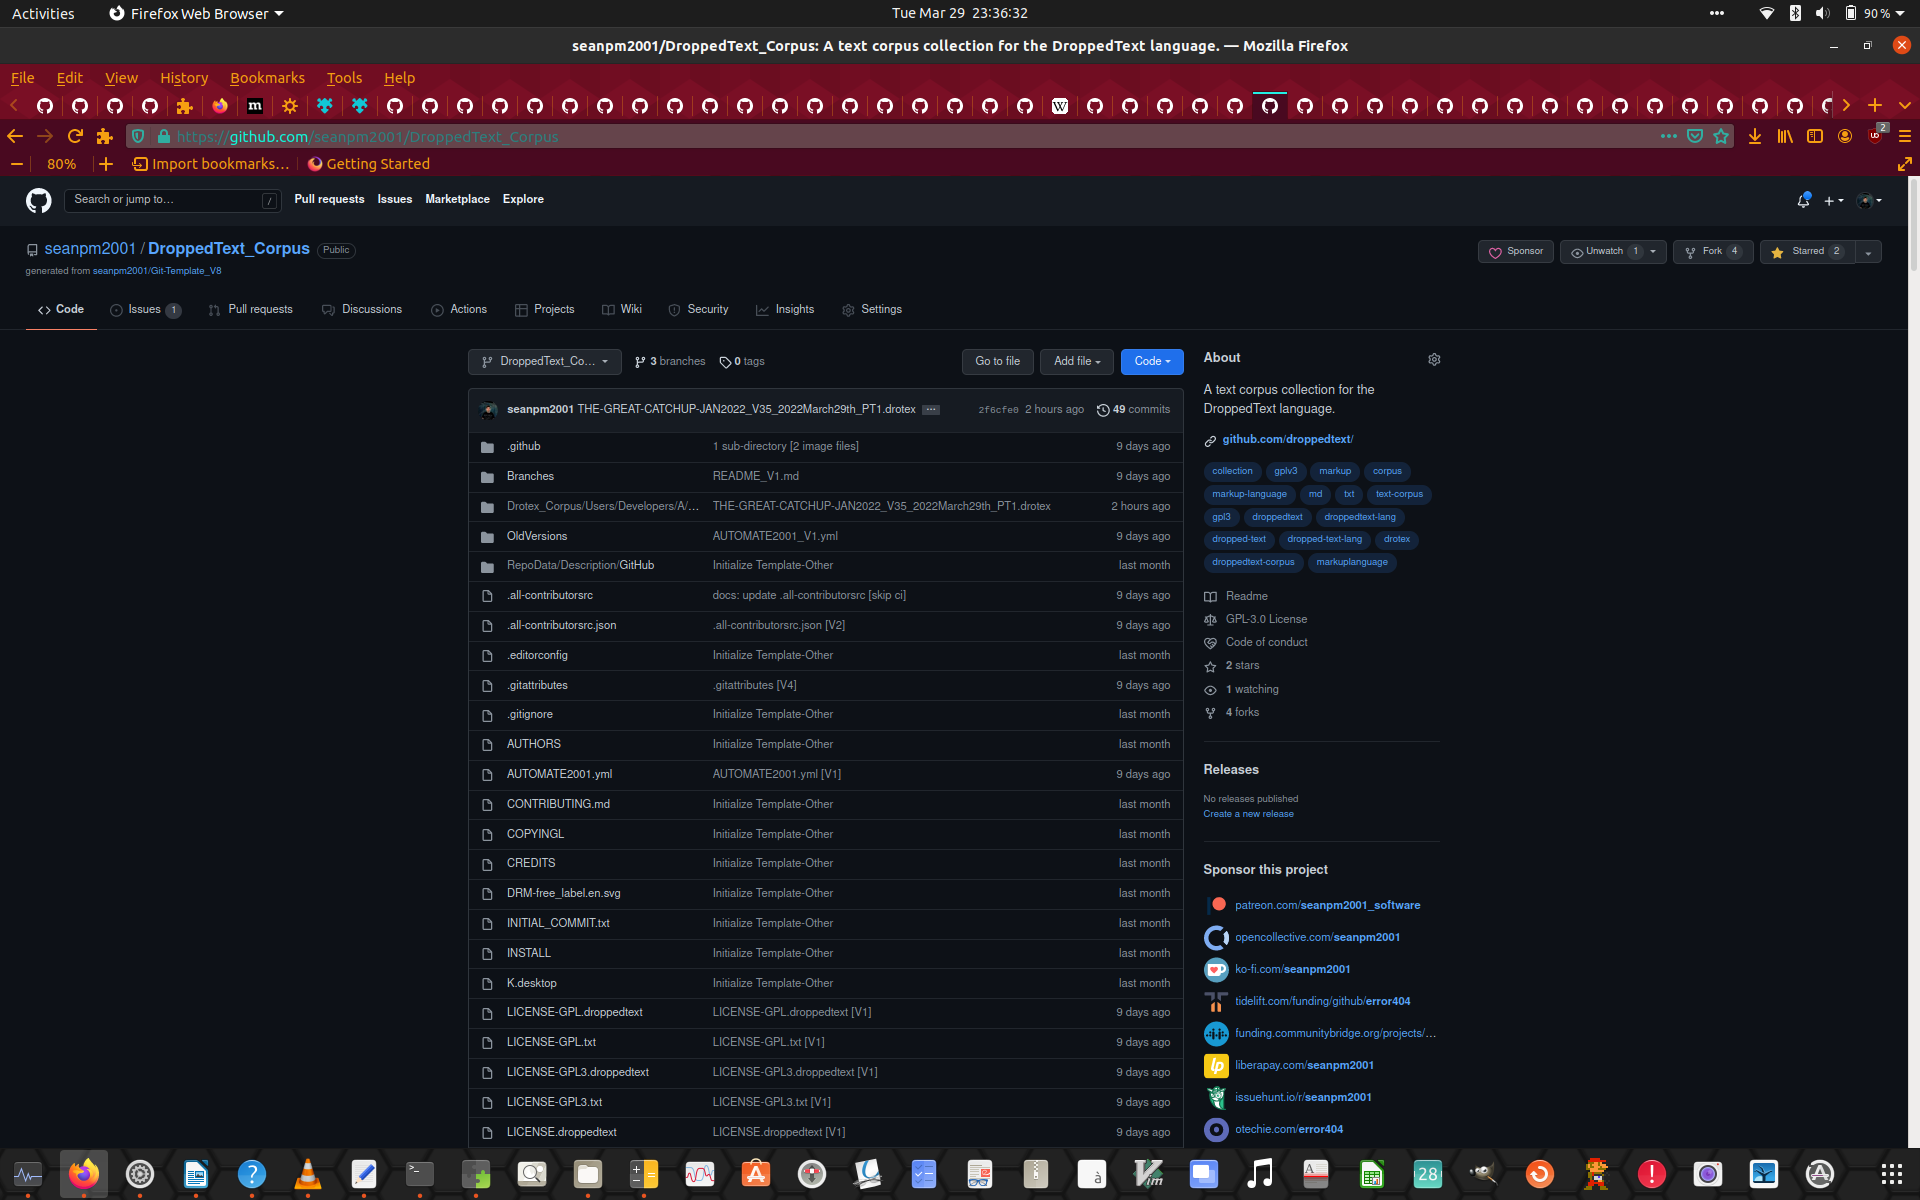 Activities Firefox Web Browser Tue Mar 29 23:36:32 90 %
seanpm2001/DroppedText_Corpus: A text corpus collection for the DroppedText language. — Mozilla Firefox
File Edit View History Bookmarks Tools Help
https://github.com/seanpm2001/DroppedText_Corpus 2
80% Import bookmarks… Getting Started
Search or jump to… / Pull requests Issues Marketplace Explore
seanpm2001 / DroppedText_Corpus Public Sponsor Unwatch 1 Fork 4 Starred 2
generated from seanpm2001/Git-Template_V8
Code Issues 1 Pull requests Discussions Actions Projects Wiki Security Insights Settings
DroppedText_Co… 3 branches 0 tags Go to file Add file Code
seanpm2001 THE-GREAT-CATCHUP-JAN2022_V35_2022March29th_PT1.drotex ... 2f6cfe0 2 hours ago 49 commits
.github 1 sub-directory [2 image files] 9 days ago
Branches README_V1.md 9 days ago
Drotex_Corpus/Users/Developers/A/… THE-GREAT-CATCHUP-JAN2022_V35_2022March29th_PT1.drotex 2 hours ago
OldVersions AUTOMATE2001_V1.yml 9 days ago
RepoData/Description/GitHub Initialize Template-Other last month
.all-contributorsrc docs: update .all-contributorsrc [skip ci] 9 days ago
.all-contributorsrc.json .all-contributorsrc.json [V2] 9 days ago
.editorconfig Initialize Template-Other last month
.gitattributes .gitattributes [V4] 9 days ago
.gitignore Initialize Template-Other last month
AUTHORS Initialize Template-Other last month
AUTOMATE2001.yml AUTOMATE2001.yml [V1] 9 days ago
CONTRIBUTING.md Initialize Template-Other last month
COPYINGL Initialize Template-Other last month
CREDITS Initialize Template-Other last month
DRM-free_label.en.svg Initialize Template-Other last month
INITIAL_COMMIT.txt Initialize Template-Other last month
INSTALL Initialize Template-Other last month
K.desktop Initialize Template-Other last month
LICENSE-GPL.droppedtext LICENSE-GPL.droppedtext [V1] 9 days ago
LICENSE-GPL.txt LICENSE-GPL.txt [V1] 9 days ago
LICENSE-GPL3.droppedtext LICENSE-GPL3.droppedtext [V1] 9 days ago
LICENSE-GPL3.txt LICENSE-GPL3.txt [V1] 9 days ago
LICENSE.droppedtext LICENSE.droppedtext [V1] 9 days ago
About
A text corpus collection for the
DroppedText language.
github.com/droppedtext/
collection gplv3 markup corpus
markup-language md txt text-corpus
gpl3 droppedtext droppedtext-lang
dropped-text dropped-text-lang drotex
droppedtext-corpus markuplanguage
Readme
GPL-3.0 License
Code of conduct
2 stars
1 watching
4 forks
Releases
No releases published
Create a new release
Sponsor this project
patreon.com/seanpm2001_software
opencollective.com/seanpm2001
ko-fi.com/seanpm2001
tidelift.com/funding/github/error404
funding.communitybridge.org/projects/…
liberapay.com/seanpm2001
issuehunt.io/r/seanpm2001
otechie.com/error404
28